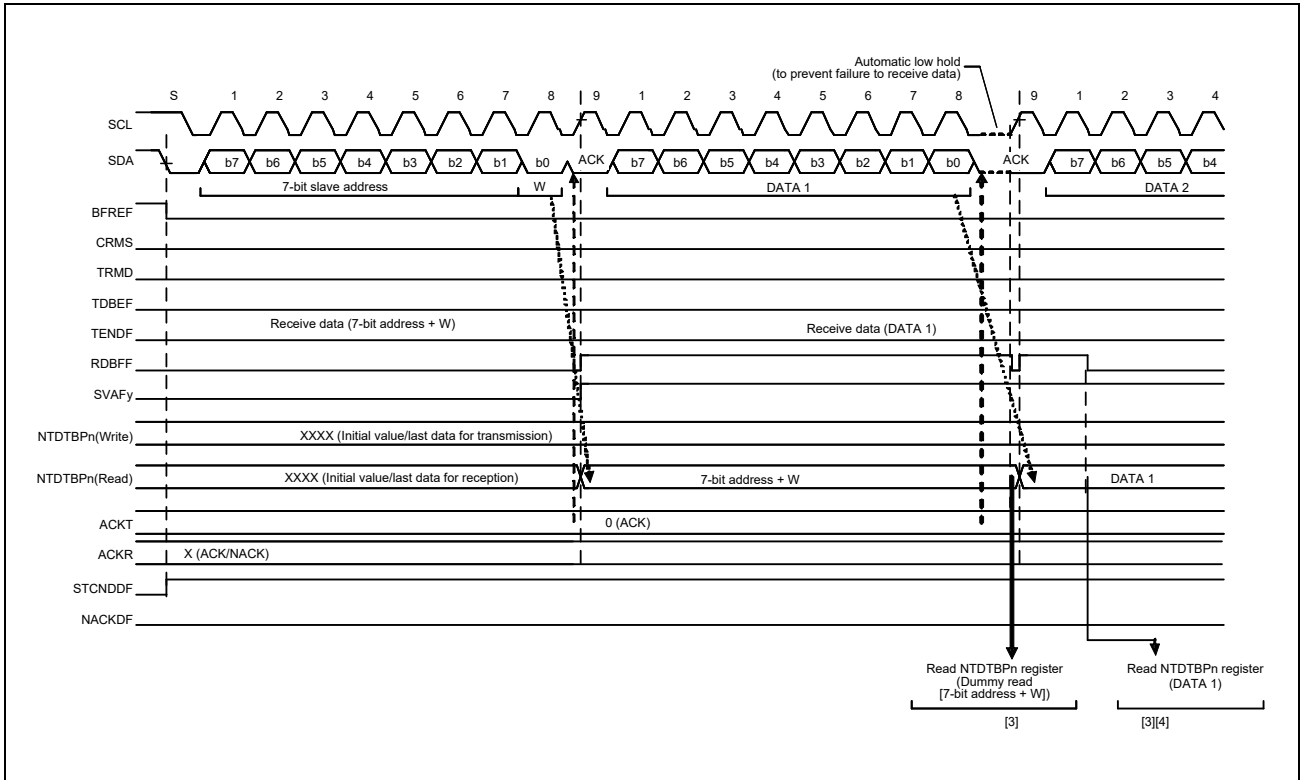 Automatic low hold
(to prevent failure to receive data)
S 1 2 3 4 5 6 7 8 9 1 2 3 4 5 6 7 8 9 1 2 3 4
SCL
SDA b7 b6 b5 b4 b3 b2 b1 b0 ACK b7 b6 b5 b4 b3 b2 b1 b0 ACK b7 b6 b5 b4
7-bit slave address W DATA 1 DATA 2
BFREF
CRMS
TRMD
TDBEF
Receive data (7-bit address + W) Receive data (DATA 1)
TENDF
RDBFF
SVAFy
NTDTBPn(Write) XXXX (Initial value/last data for transmission)
NTDTBPn(Read) XXXX (Initial value/last data for reception) 7-bit address + W DATA 1
ACKT 0 (ACK)
ACKR X (ACK/NACK)
STCNDDF
NACKDF
Read NTDTBPn register
(Dummy read
[7-bit address + W])
[3]
Read NTDTBPn register
(DATA 1)
[3][4]